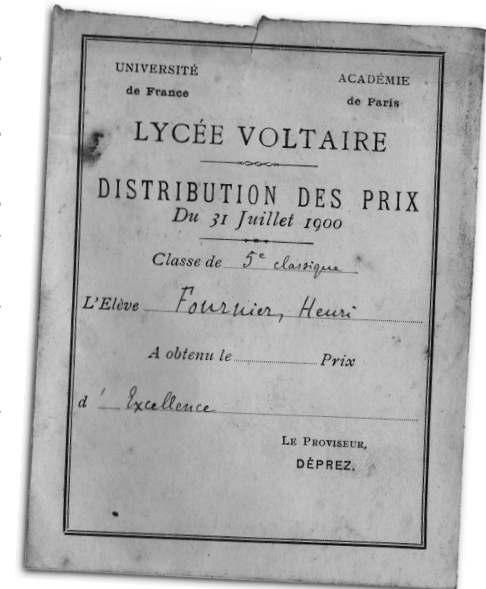 UNIVERSITÉ
de France
ACADÉMIE
de Paris
LYCÉE VOLTAIRE
DISTRIBUTION DES PRIX
Du 31 Juillet 1900
Classe de 5e classique
L'Elève Fournier, Henri
A obtenu le Prix
d' Excellence
LE PROVISEUR,
DÉPREZ.